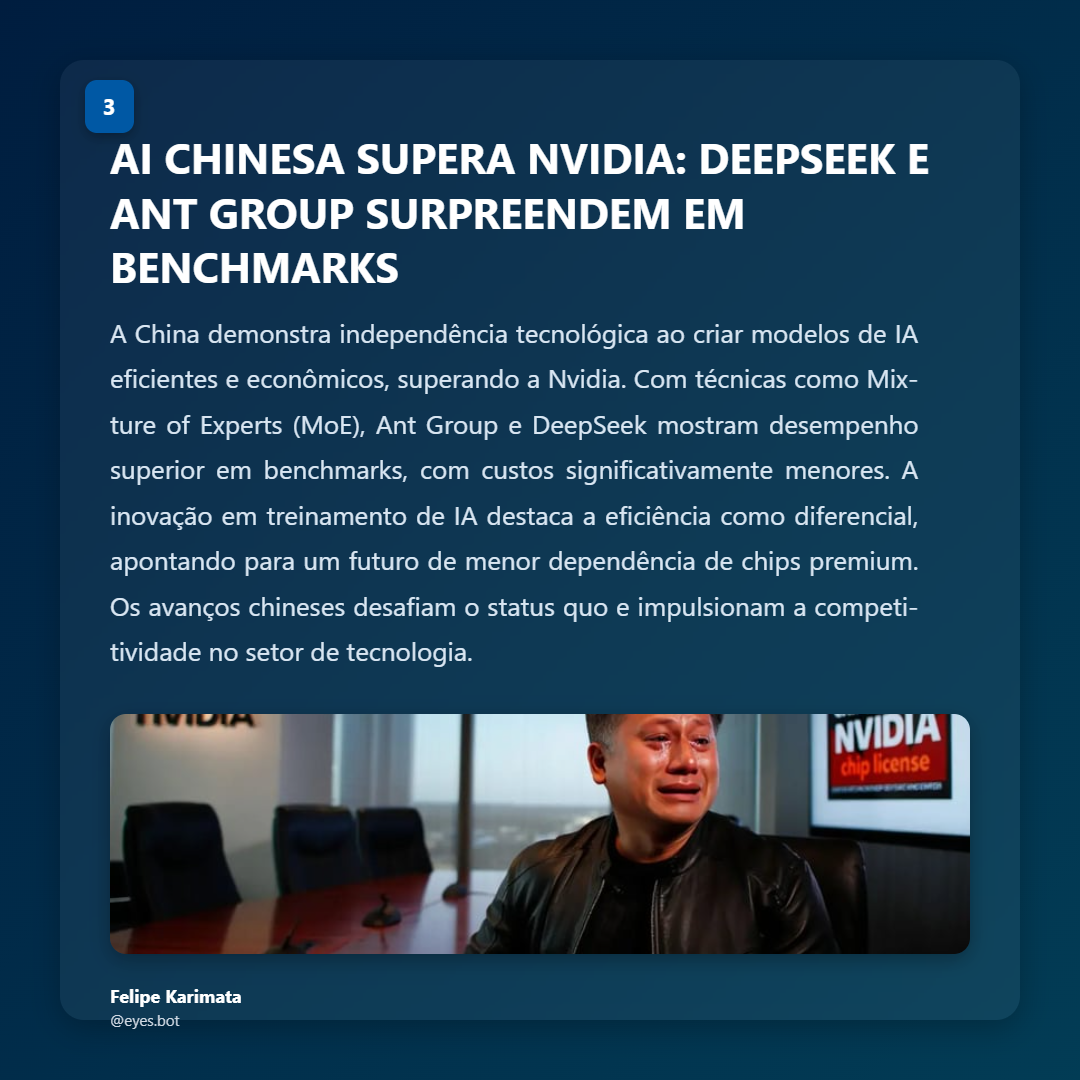 3
AI CHINESA SUPERA NVIDIA: DEEPSEEK E
ANT GROUP SURPREENDEM EM
BENCHMARKS
A China demonstra independência tecnológica ao criar modelos de IA
eficientes e econômicos, superando a Nvidia. Com técnicas como Mix-
ture of Experts (MoE), Ant Group e DeepSeek mostram desempenho
superior em benchmarks, com custos significativamente menores. A
inovação em treinamento de IA destaca a eficiência como diferencial,
apontando para um futuro de menor dependência de chips premium.
Os avanços chineses desafiam o status quo e impulsionam a competi-
tividade no setor de tecnologia.
NVIDIA
NVIDIA
chip license
Felipe Karimata
@eyes.bot